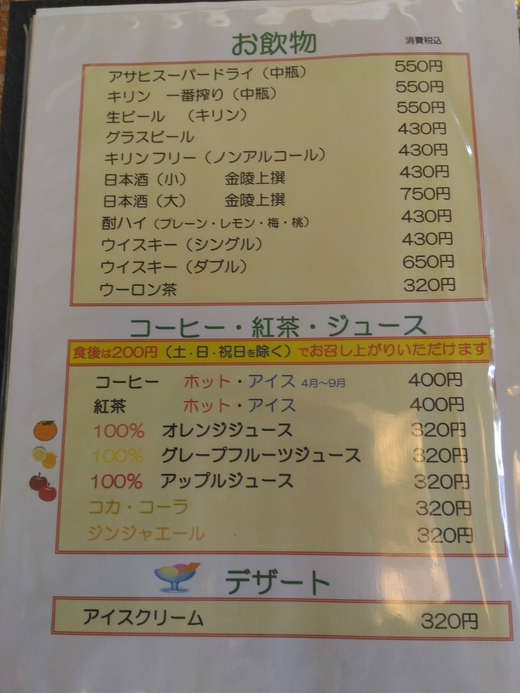 お飲物 消費税込
アサヒスーパードライ（中瓶） 550円
キリン 一番搾り（中瓶） 550円
生ビール （キリン） 550円
グラスビール 430円
キリンフリー（ノンアルコール） 430円
日本酒（小） 金陵上撰 430円
日本酒（大） 金陵上撰 750円
酎ハイ（プレーン・レモン・梅・桃） 430円
ウイスキー（シングル） 430円
ウイスキー（ダブル） 650円
ウーロン茶 320円
コーヒー・紅茶・ジュース
食後は200円（土・日・祝日を除く）でお召し上がりいただけます
コーヒー ホット・アイス 4月～9月 400円
紅茶 ホット・アイス 400円
100% オレンジジュース 320円
100% グレープフルーツジュース 320円
100% アップルジュース 320円
コカ・コーラ 320円
ジンジャエール 320円
デザート
アイスクリーム 320円